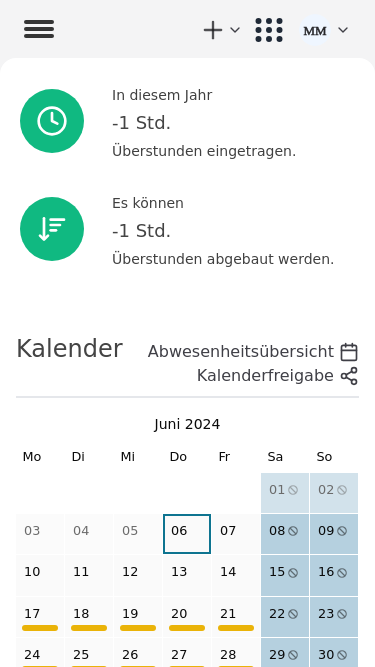 MM
In diesem Jahr
-1 Std.
Überstunden eingetragen.
Es können
-1 Std.
Überstunden abgebaut werden.
Kalender
Abwesenheitsübersicht
Kalenderfreigabe
Juni 2024
Mo Di Mi Do Fr Sa So
01 02
03 04 05 06 07 08 09
10 11 12 13 14 15 16
17 18 19 20 21 22 23
24 25 26 27 28 29 30